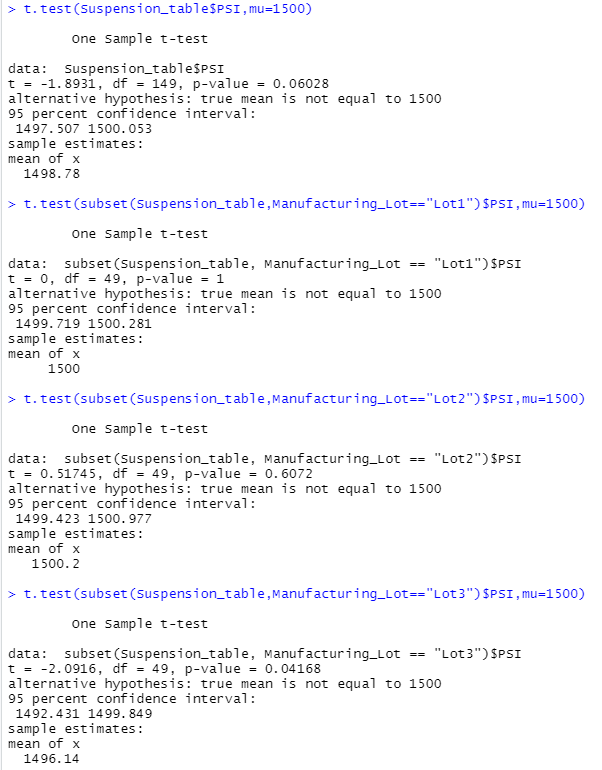 > t.test(Suspension_table$PSI,mu=1500)
One Sample t-test
data:  Suspension_table$PSI
t = -1.8931, df = 149, p-value = 0.06028
alternative hypothesis: true mean is not equal to 1500
95 percent confidence interval:
1497.507 1500.053
sample estimates:
mean of x
1498.78
> t.test(subset(Suspension_table,Manufacturing_Lot=="Lot1")$PSI,mu=1500)
One Sample t-test
data:  subset(Suspension_table, Manufacturing_Lot == "Lot1")$PSI
t = 0, df = 49, p-value = 1
alternative hypothesis: true mean is not equal to 1500
95 percent confidence interval:
1499.719 1500.281
sample estimates:
mean of x
1500
> t.test(subset(Suspension_table,Manufacturing_Lot=="Lot2")$PSI,mu=1500)
One Sample t-test
data:  subset(Suspension_table, Manufacturing_Lot == "Lot2")$PSI
t = 0.51745, df = 49, p-value = 0.6072
alternative hypothesis: true mean is not equal to 1500
95 percent confidence interval:
1499.423 1500.977
sample estimates:
mean of x
1500.2
> t.test(subset(Suspension_table,Manufacturing_Lot=="Lot3")$PSI,mu=1500)
One Sample t-test
data:  subset(Suspension_table, Manufacturing_Lot == "Lot3")$PSI
t = -2.0916, df = 49, p-value = 0.04168
alternative hypothesis: true mean is not equal to 1500
95 percent confidence interval:
1492.431 1499.849
sample estimates:
mean of x
1496.14